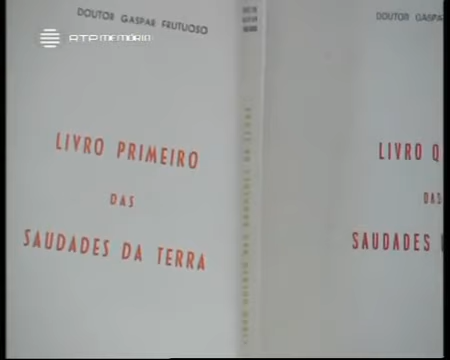 DOUTOR GASPAR FRUTUOSO
RTP MEMÓRIA
LIVRO PRIMEIRO
DAS
SAUDADES DA TERRA
DOUTOR GASPA
LIVRO Q
DAS
SAUDADES